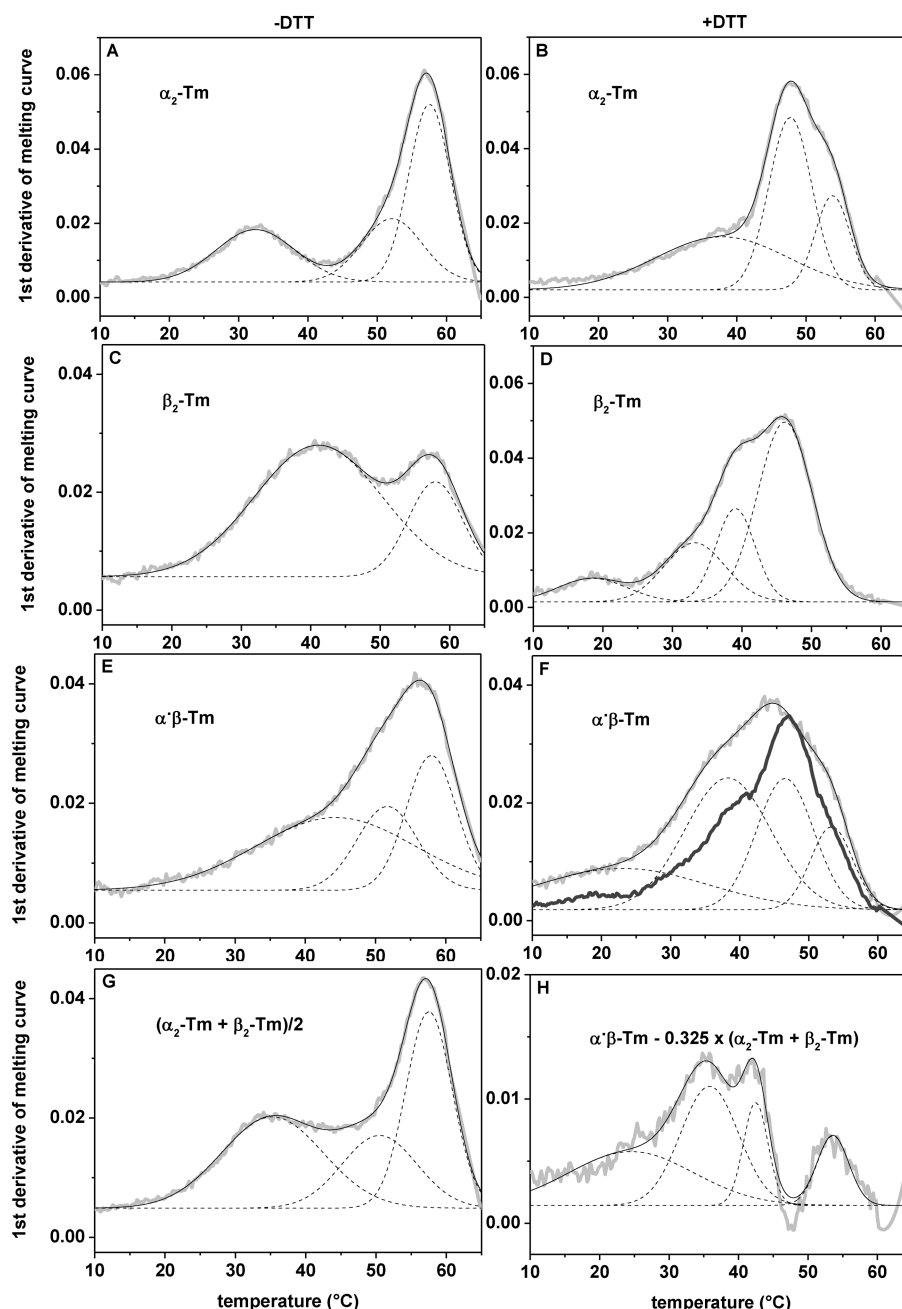 -DTT
+DTT
A
α₂-Tm
0.06
0.04
0.02
0.00
1st derivative of melting curve
10 20 30 40 50 60
B
α₂-Tm
0.06
0.04
0.02
0.00
10 20 30 40 50 60
C
β₂-Tm
0.04
0.02
0.00
1st derivative of melting curve
10 20 30 40 50 60
D
β₂-Tm
0.06
0.04
0.02
0.00
10 20 30 40 50 60
E
α·β-Tm
0.04
0.02
0.00
1st derivative of melting curve
10 20 30 40 50 60
F
α·β-Tm
0.04
0.02
0.00
10 20 30 40 50 60
G
(α₂-Tm + β₂-Tm)/2
0.04
0.02
0.00
1st derivative of melting curve
10 20 30 40 50 60
temperature (°C)
H
α·β-Tm - 0.325 x (α₂-Tm + β₂-Tm)
0.02
0.01
0.00
10 20 30 40 50 60
temperature (°C)